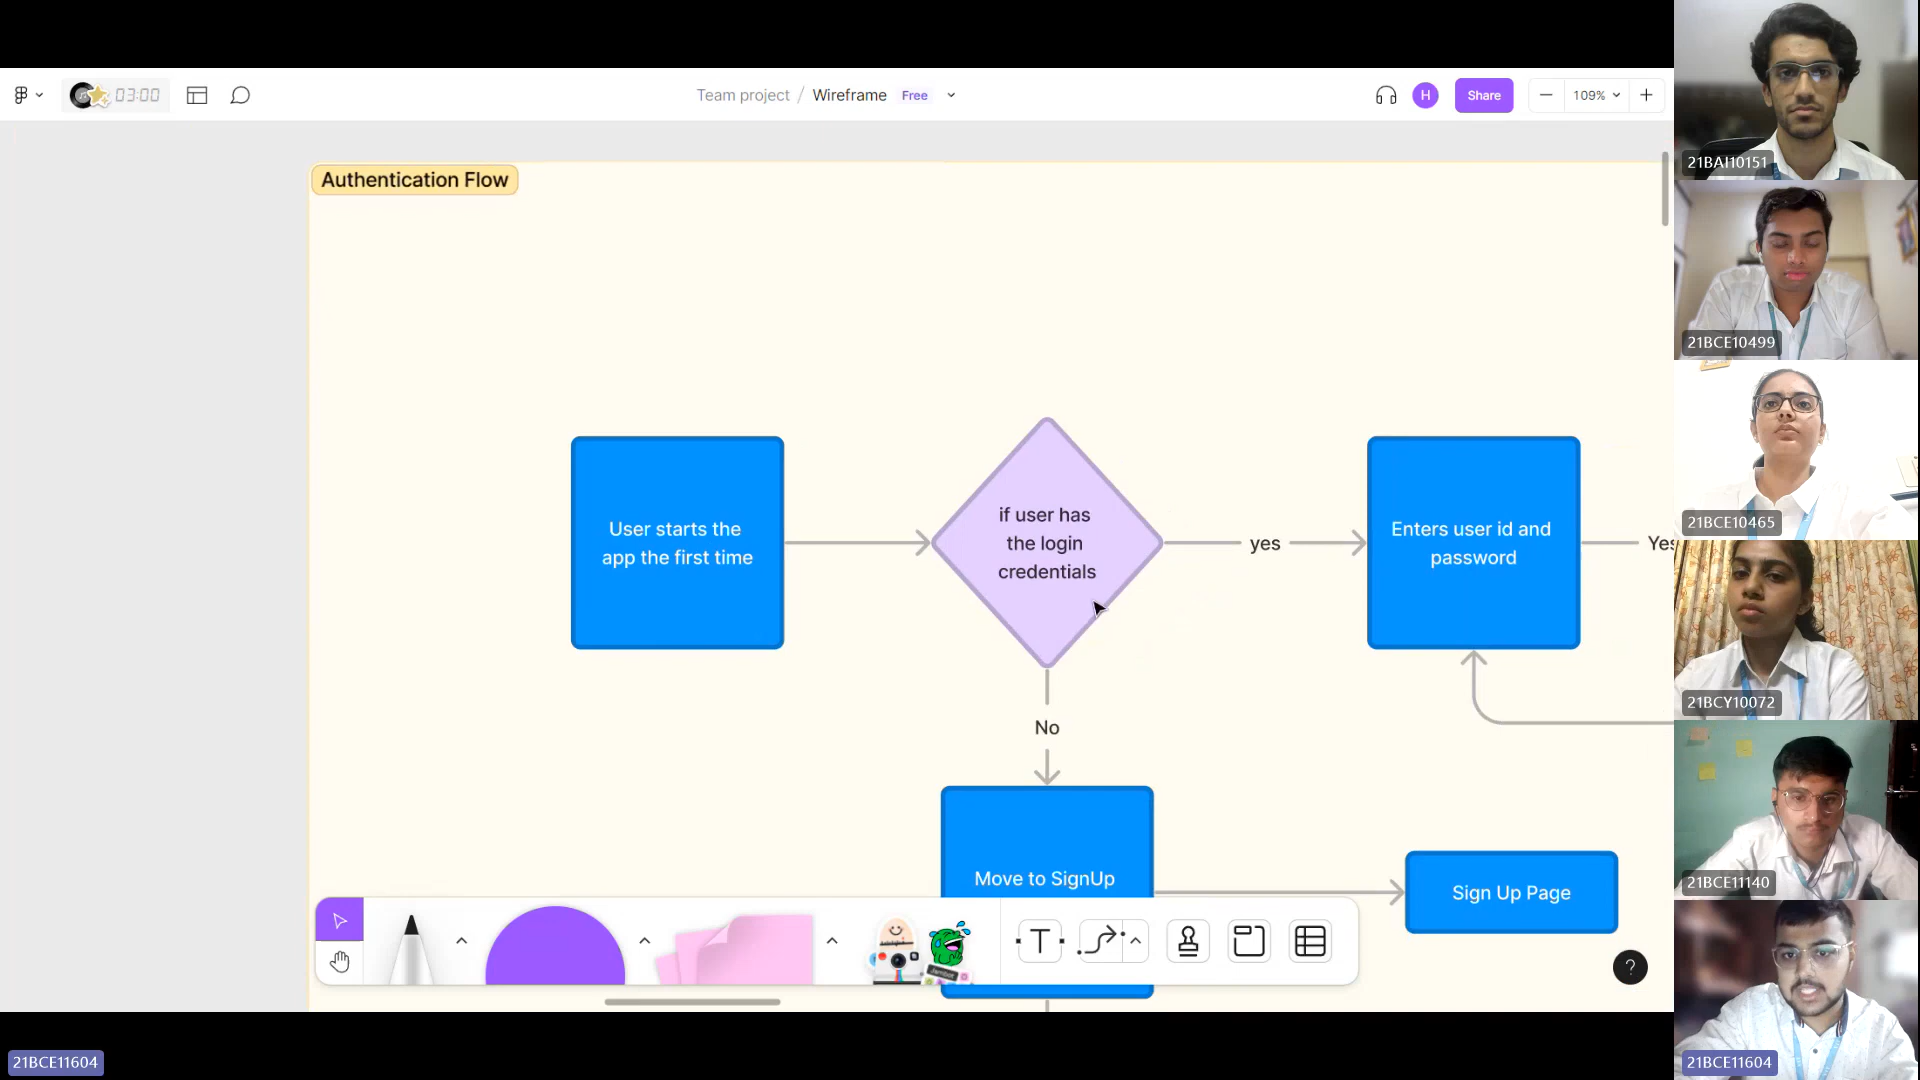 03:00
Team project / Wireframe Free
H
Share
109%
Authentication Flow
User starts the
app the first time
if user has
the login
credentials
yes
Enters user id and
password
Yes
No
Move to SignUp
Sign Up Page
T
?
21BAI10151
21BCE10499
21BCE10465
21BCY10072
21BCE11140
21BCE11604
21BCE11604